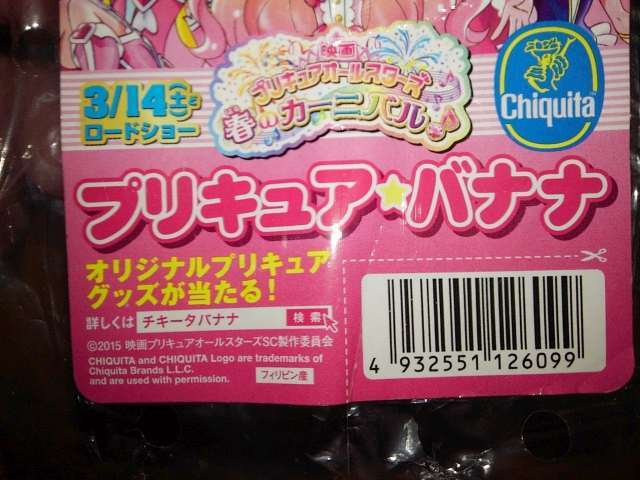 映画
プリキュアオールスターズ
春のカーニバル♪
3/14(土)
ロードショー
Chiquita
プリキュア★バナナ
オリジナルプリキュア
グッズが当たる!
詳しくは チキータバナナ 検索
©2015 映画プリキュアオールスターズSC製作委員会
CHIQUITA and CHIQUITA Logo are trademarks of
Chiquita Brands L.L.C.
and are used with permission.
フィリピン産
4 932551 126099